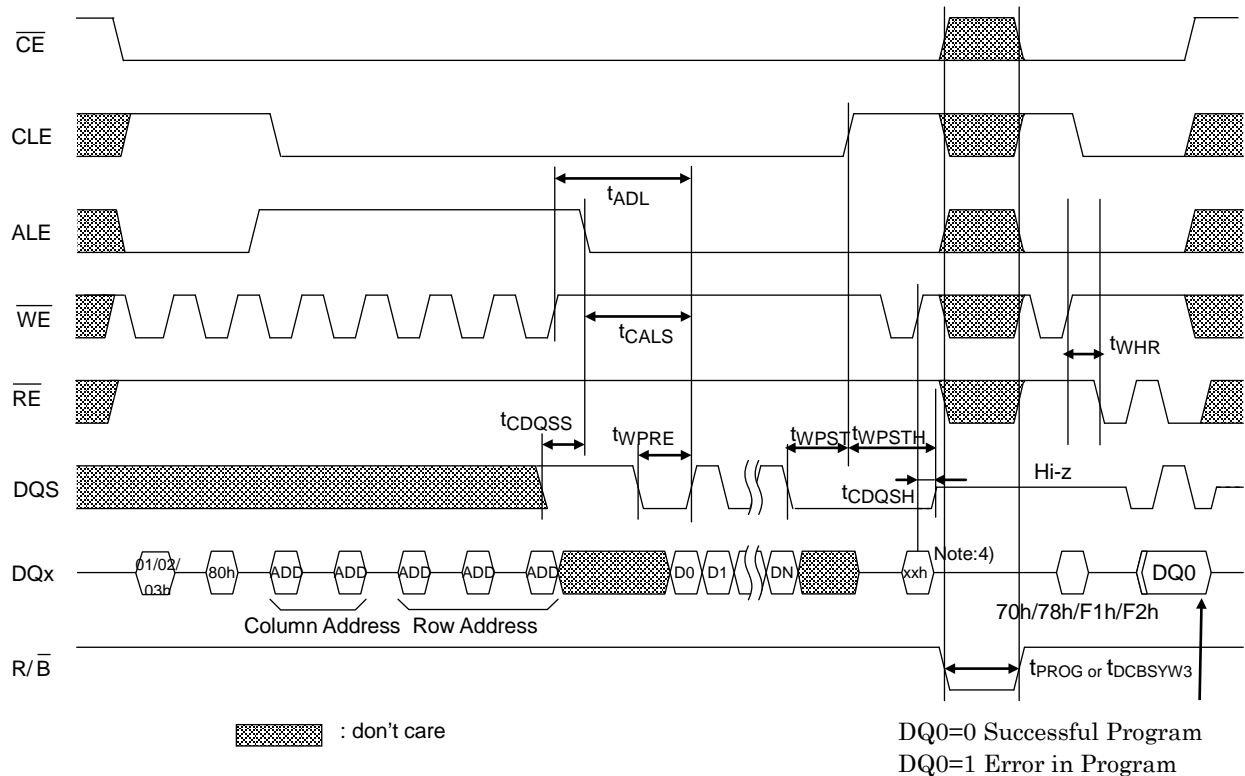 CE
CLE
tADL
ALE
WE
tCALS
tWHR
RE
tCDQSS
tWPRE
tWPST
tWPSTH
DQS
Hi-z
tCDQSH
DQx
01/02/
03h
80h
ADD
ADD
ADD
ADD
ADD
D0
D1
DN
xxh
Note:4)
DQ0
Column Address
Row Address
70h/78h/F1h/F2h
R/B
tPROG or tDCBSYW3
: don't care
DQ0=0 Successful Program
DQ0=1 Error in Program